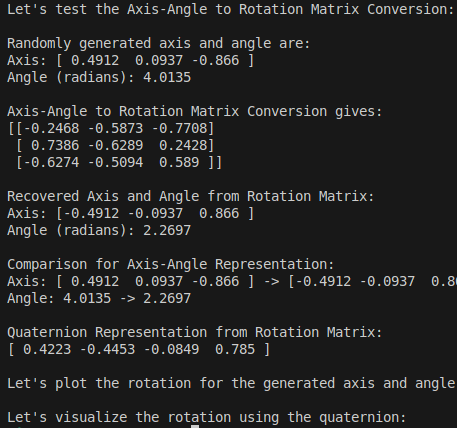 Let's test the Axis-Angle to Rotation Matrix Conversion:
Randomly generated axis and angle are:
Axis: [ 0.4912  0.0937 -0.866 ]
Angle (radians): 4.0135
Axis-Angle to Rotation Matrix Conversion gives:
[[-0.2468 -0.5873 -0.7708]
 [ 0.7386 -0.6289  0.2428]
 [-0.6274 -0.5094  0.589 ]]
Recovered Axis and Angle from Rotation Matrix:
Axis: [-0.4912 -0.0937  0.866 ]
Angle (radians): 2.2697
Comparison for Axis-Angle Representation:
Axis: [ 0.4912  0.0937 -0.866 ] -> [-0.4912 -0.0937
Angle: 4.0135 -> 2.2697
Quaternion Representation from Rotation Matrix:
[ 0.4223 -0.4453 -0.0849  0.785 ]
Let's plot the rotation for the generated axis and angle
Let's visualize the rotation using the quaternion: